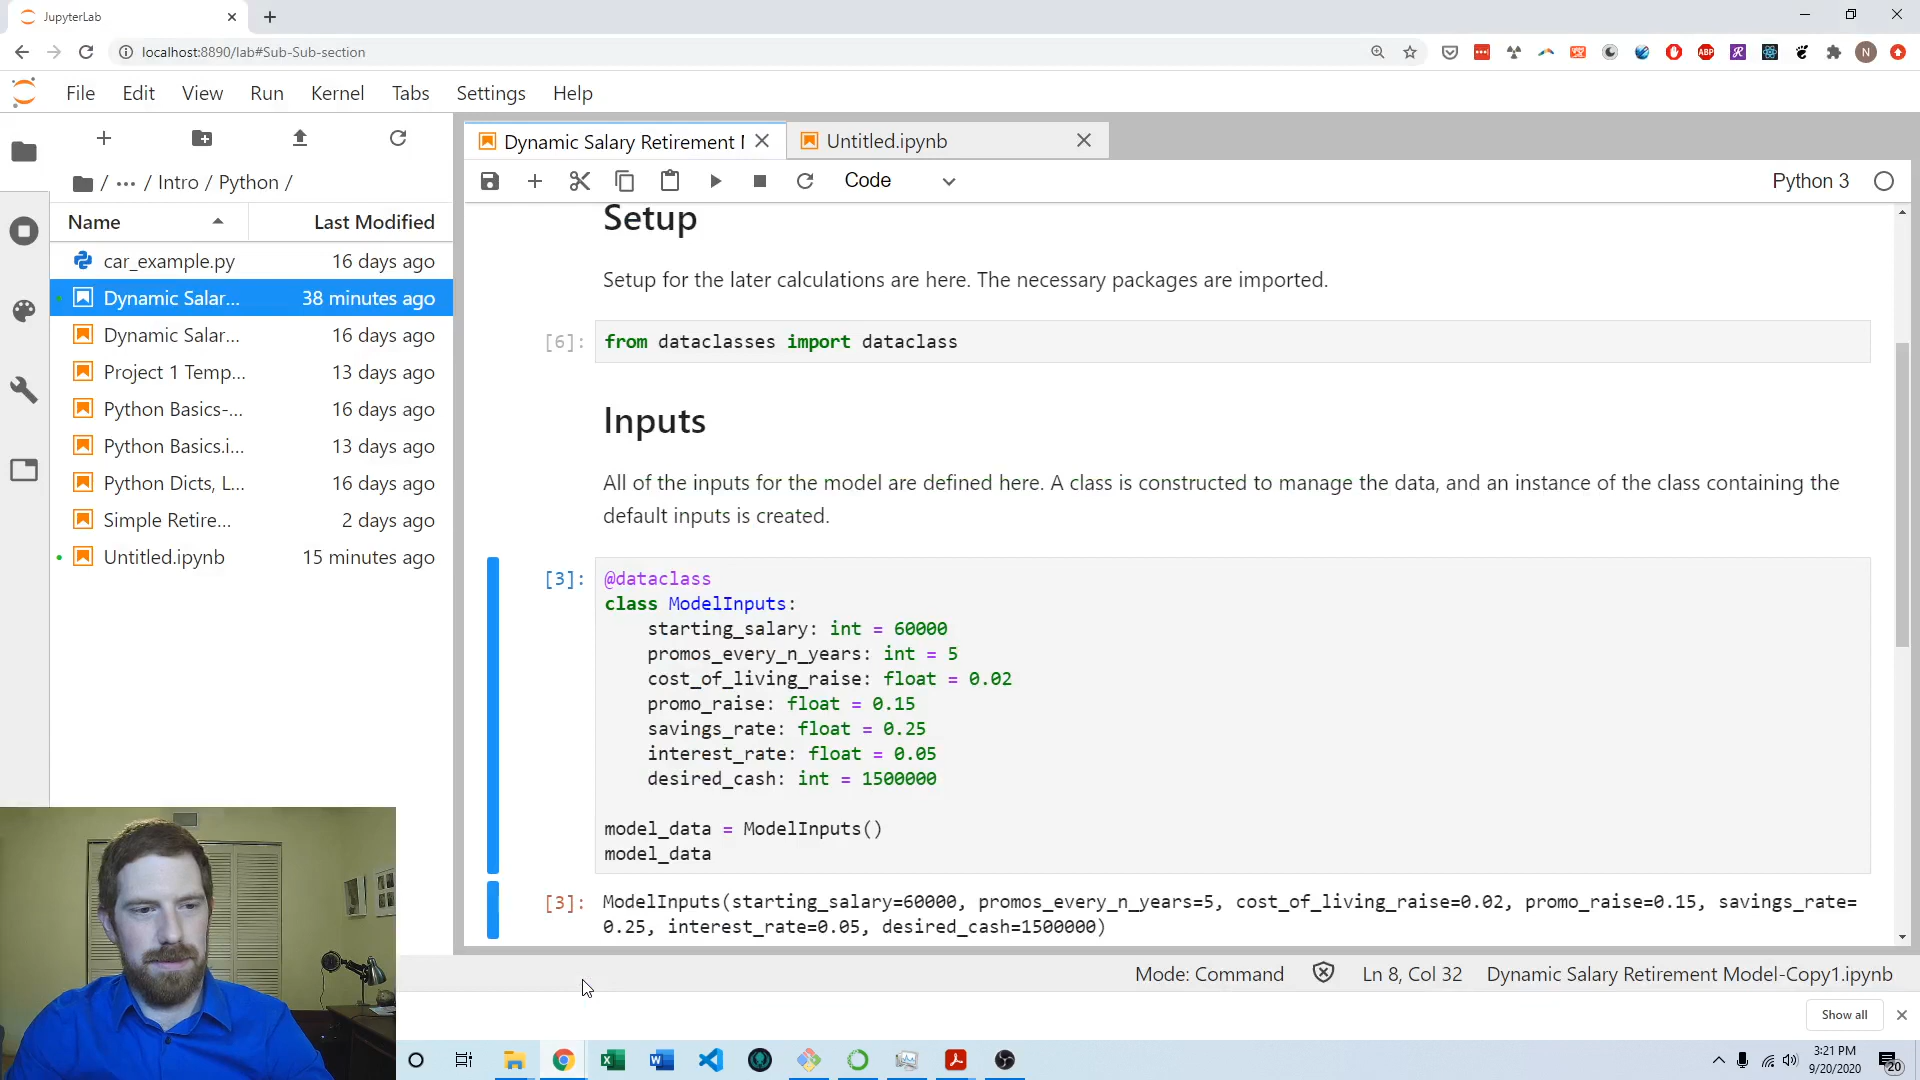 JupyterLab
localhost:8890/lab#Sub-Sub-section
ABP
N
File Edit View Run Kernel Tabs Settings Help
/ ··· / Intro / Python /
Name Last Modified
car_example.py 16 days ago
Dynamic Salar... 38 minutes ago
Dynamic Salar... 16 days ago
Project 1 Temp... 13 days ago
Python Basics-... 16 days ago
Python Basics.i... 13 days ago
Python Dicts, L... 16 days ago
Simple Retire... 2 days ago
Untitled.ipynb 15 minutes ago
Dynamic Salary Retirement Untitled.ipynb
Code Python 3
Setup
Setup for the later calculations are here. The necessary packages are imported.
[6]: from dataclasses import dataclass
Inputs
All of the inputs for the model are defined here. A class is constructed to manage the data, and an instance of the class containing the
default inputs is created.
[3]: @dataclass
class ModelInputs:
starting_salary: int = 60000
promos_every_n_years: int = 5
cost_of_living_raise: float = 0.02
promo_raise: float = 0.15
savings_rate: float = 0.25
interest_rate: float = 0.05
desired_cash: int = 1500000
model_data = ModelInputs()
model_data
[3]: ModelInputs(starting_salary=60000, promos_every_n_years=5, cost_of_living_raise=0.02, promo_raise=0.15, savings_rate=
0.25, interest_rate=0.05, desired_cash=1500000)
Mode: Command Ln 8, Col 32 Dynamic Salary Retirement Model-Copy1.ipynb
Show all
3:21 PM
9/20/2020
20